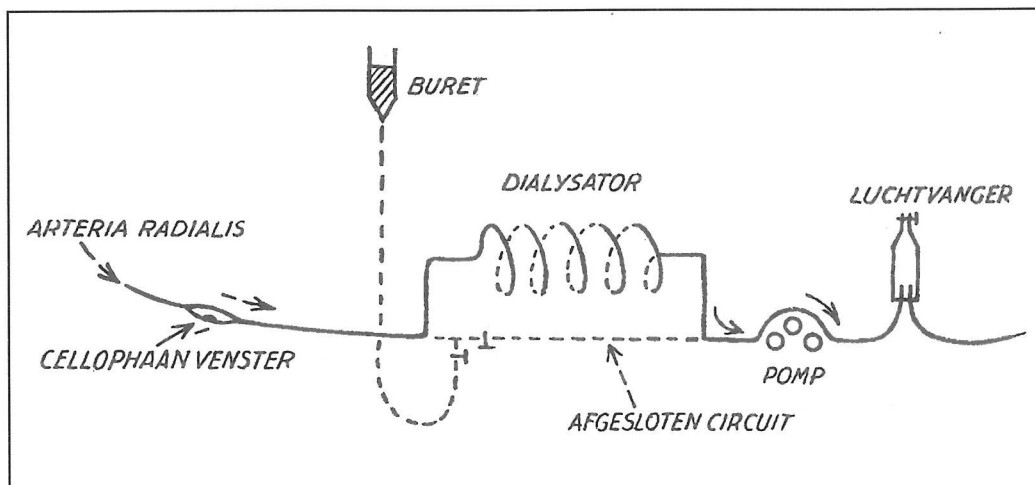 BURET
DIALYSATOR
LUCHTVANGER
ARTERIA RADIALIS
CELLOPHAAN VENSTER
POMP
AFGESLOTEN CIRCUIT